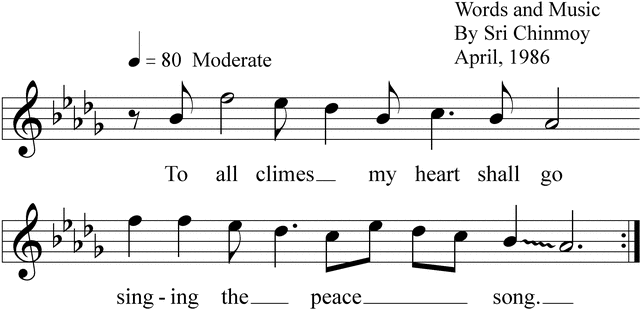 Words and Music
By Sri Chinmoy
April, 1986
= 80 Moderate
To all climes my heart shall go
sing - ing the peace song.